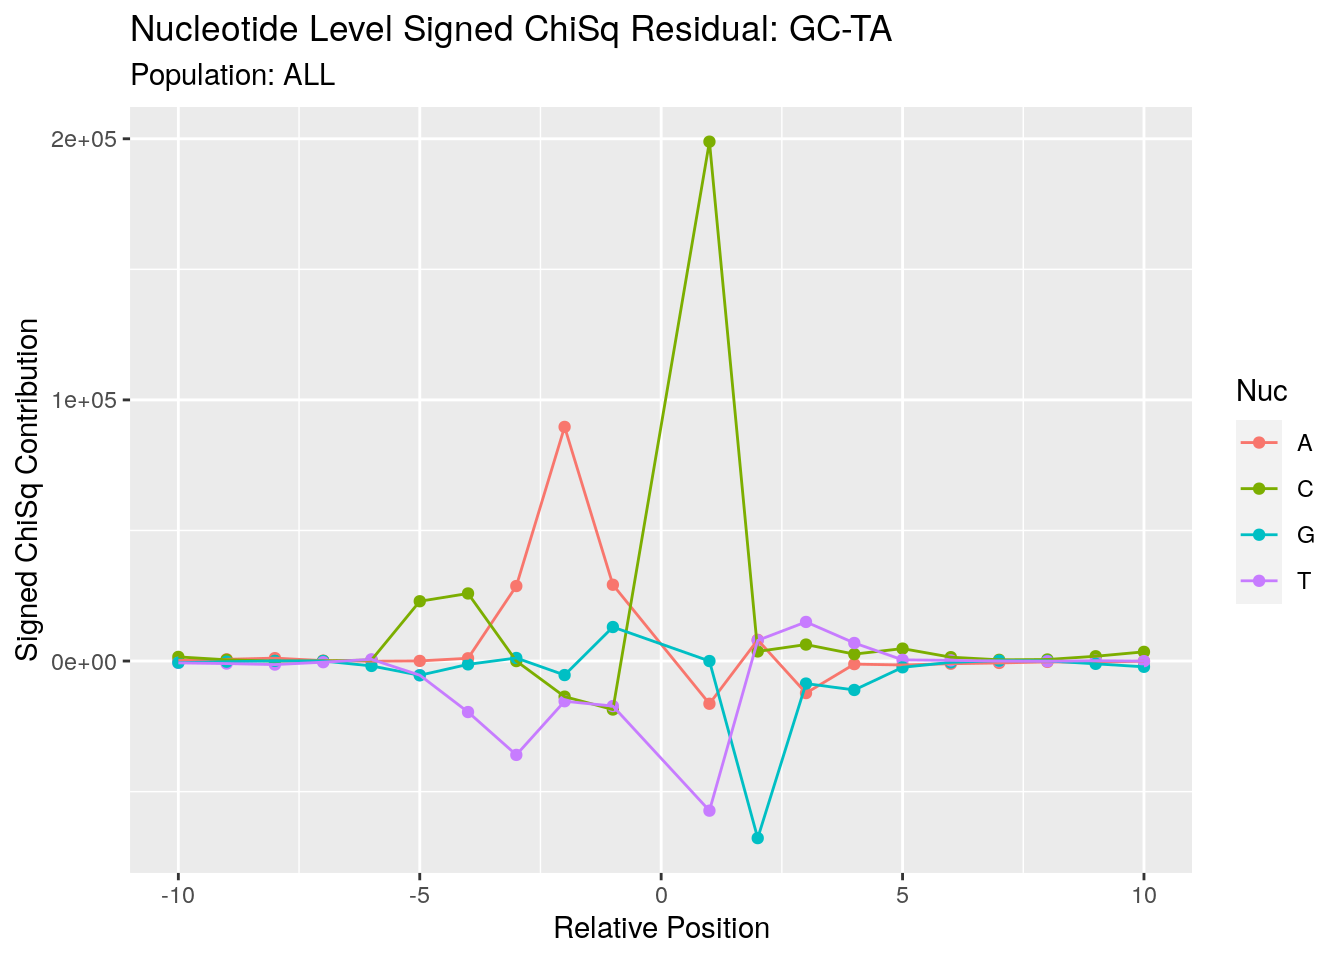 Nucleotide Level Signed ChiSq Residual: GC-TA
Population: ALL
2e+05
1e+05
0e+00
Signed ChiSq Contribution
-10
-5
0
5
10
Relative Position
Nuc
A
C
G
T